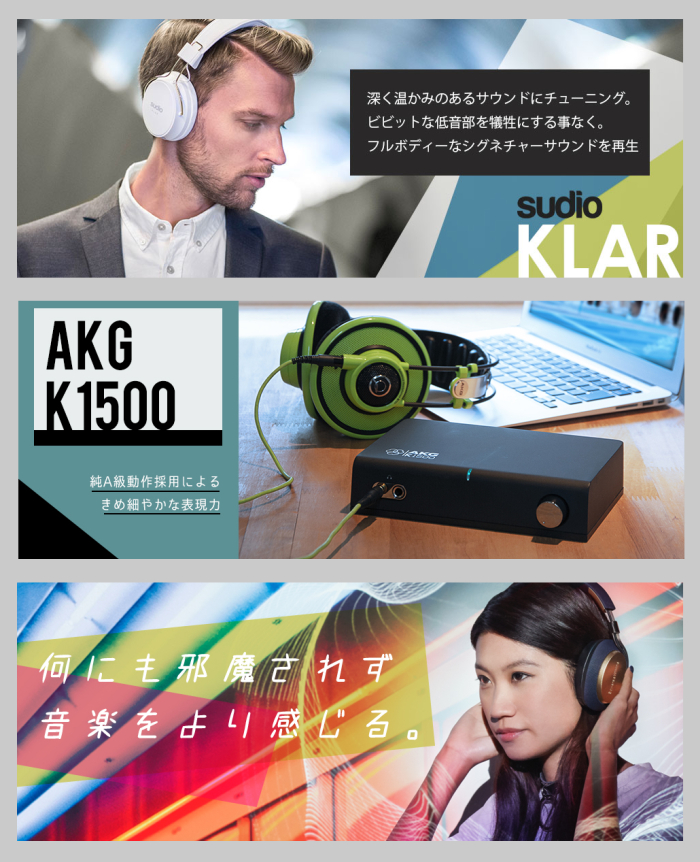 sudio
深く温かみのあるサウンドにチューニング。
ビビットな低音部を犠牲にする事なく。
フルボディーなシグネチャーサウンドを再生
sudio
KLAR
AKG
K1500
純A級動作採用による
きめ細やかな表現力
AKG
K1500
何にも邪魔されず
音楽をより感じる。